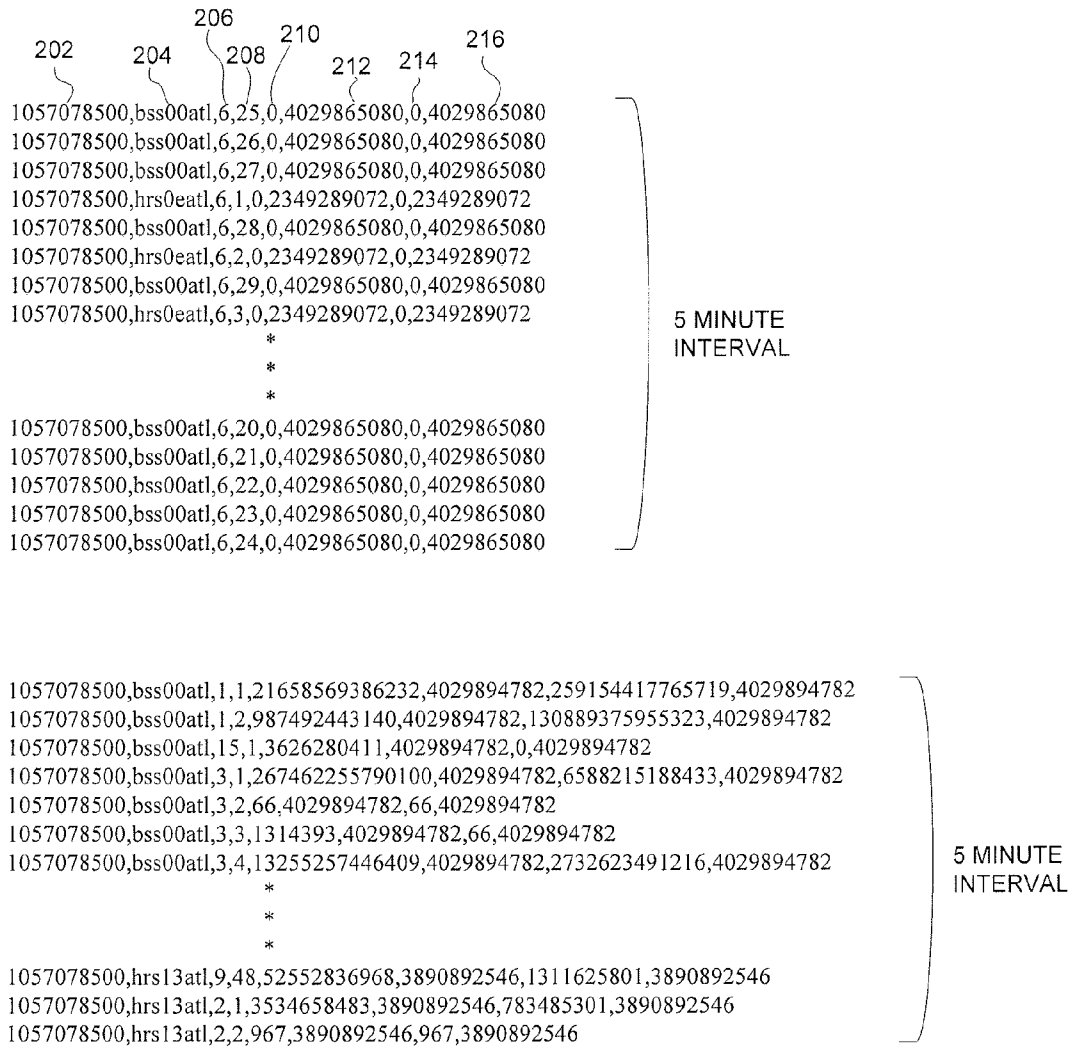 206
210
216
202
204
208
212
214
1057078500,bss00atl,6,25,0,4029865080,0,4029865080
1057078500,bss00atl,6,26,0,4029865080,0,4029865080
1057078500,bss00atl,6,27,0,4029865080,0,4029865080
1057078500,hrs0eatl,6,1,0,2349289072,0,2349289072
1057078500,bss00atl,6,28,0,4029865080,0,4029865080
1057078500,hrs0eatl,6,2,0,2349289072,0,2349289072
1057078500,bss00atl,6,29,0,4029865080,0,4029865080
1057078500,hrs0eatl,6,3,0,2349289072,0,2349289072
*
*
*
5 MINUTE
INTERVAL
1057078500,bss00atl,6,20,0,4029865080,0,4029865080
1057078500,bss00atl,6,21,0,4029865080,0,4029865080
1057078500,bss00atl,6,22,0,4029865080,0,4029865080
1057078500,bss00atl,6,23,0,4029865080,0,4029865080
1057078500,bss00atl,6,24,0,4029865080,0,4029865080
1057078500,bss00atl,1,1,21658569386232,4029894782,259154417765719,4029894782
1057078500,bss00atl,1,2,987492443140,4029894782,130889375955323,4029894782
1057078500,bss00atl,15,1,3626280411,4029894782,0,4029894782
1057078500,bss00atl,3,1,267462255790100,4029894782,6588215188433,4029894782
1057078500,bss00atl,3,2,66,4029894782,66,4029894782
1057078500,bss00atl,3,3,1314393,4029894782,66,4029894782
1057078500,bss00atl,3,4,13255257446409,4029894782,2732623491216,4029894782
*
*
*
5 MINUTE
INTERVAL
1057078500,hrs13atl,9,48,52552836968,3890892546,1311625801,3890892546
1057078500,hrs13atl,2,1,3534658483,3890892546,783485301,3890892546
1057078500,hrs13atl,2,2,967,3890892546,967,3890892546